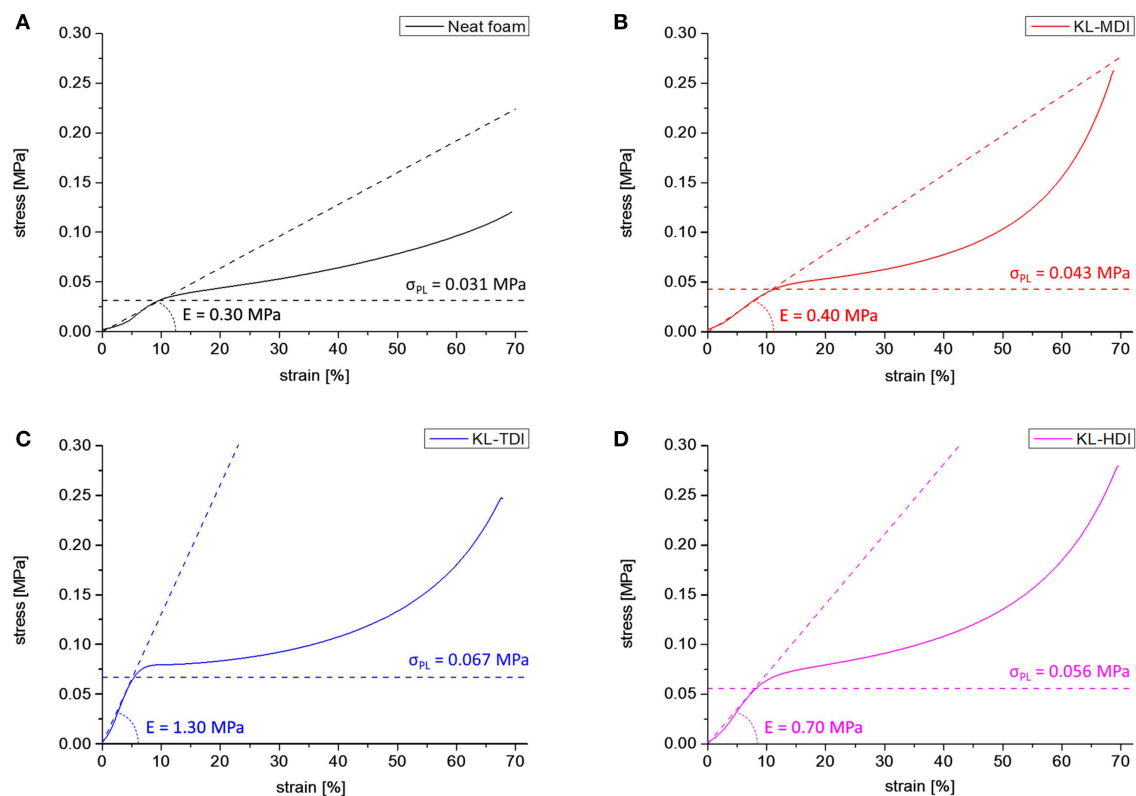 A
Neat foam
0.30
0.25
0.20
0.15
0.10
0.05
0.00
stress [MPa]
σPL = 0.031 MPa
E = 0.30 MPa
0 10 20 30 40 50 60 70
strain [%]
B
KL-MDI
0.30
0.25
0.20
0.15
0.10
0.05
0.00
stress [MPa]
σPL = 0.043 MPa
E = 0.40 MPa
0 10 20 30 40 50 60 70
strain [%]
C
KL-TDI
0.30
0.25
0.20
0.15
0.10
0.05
0.00
stress [MPa]
σPL = 0.067 MPa
E = 1.30 MPa
0 10 20 30 40 50 60 70
strain [%]
D
KL-HDI
0.30
0.25
0.20
0.15
0.10
0.05
0.00
stress [MPa]
σPL = 0.056 MPa
E = 0.70 MPa
0 10 20 30 40 50 60 70
strain [%]